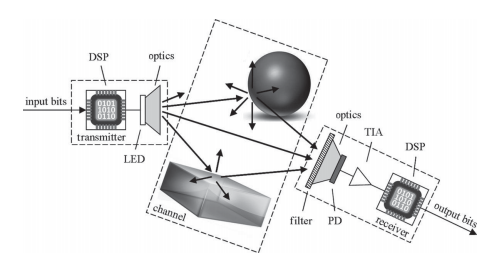 DSP
optics
input bits
0101
1010
0110
transmitter
LED
channel
optics
TIA
DSP
filter
PD
0101
1010
0110
receiver
output bits